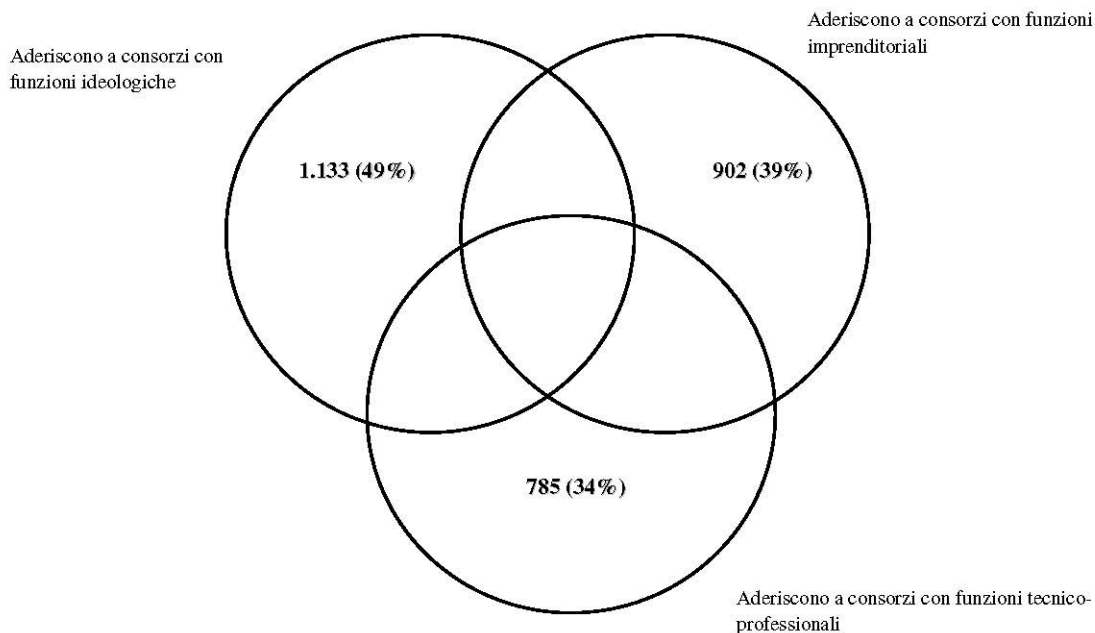 Aderiscono a consorzi con
funzioni ideologiche
Aderiscono a consorzi con funzioni
imprenditoriali
1.133 (49%)
902 (39%)
785 (34%)
Aderiscono a consorzi con funzioni tecnico-
professionali